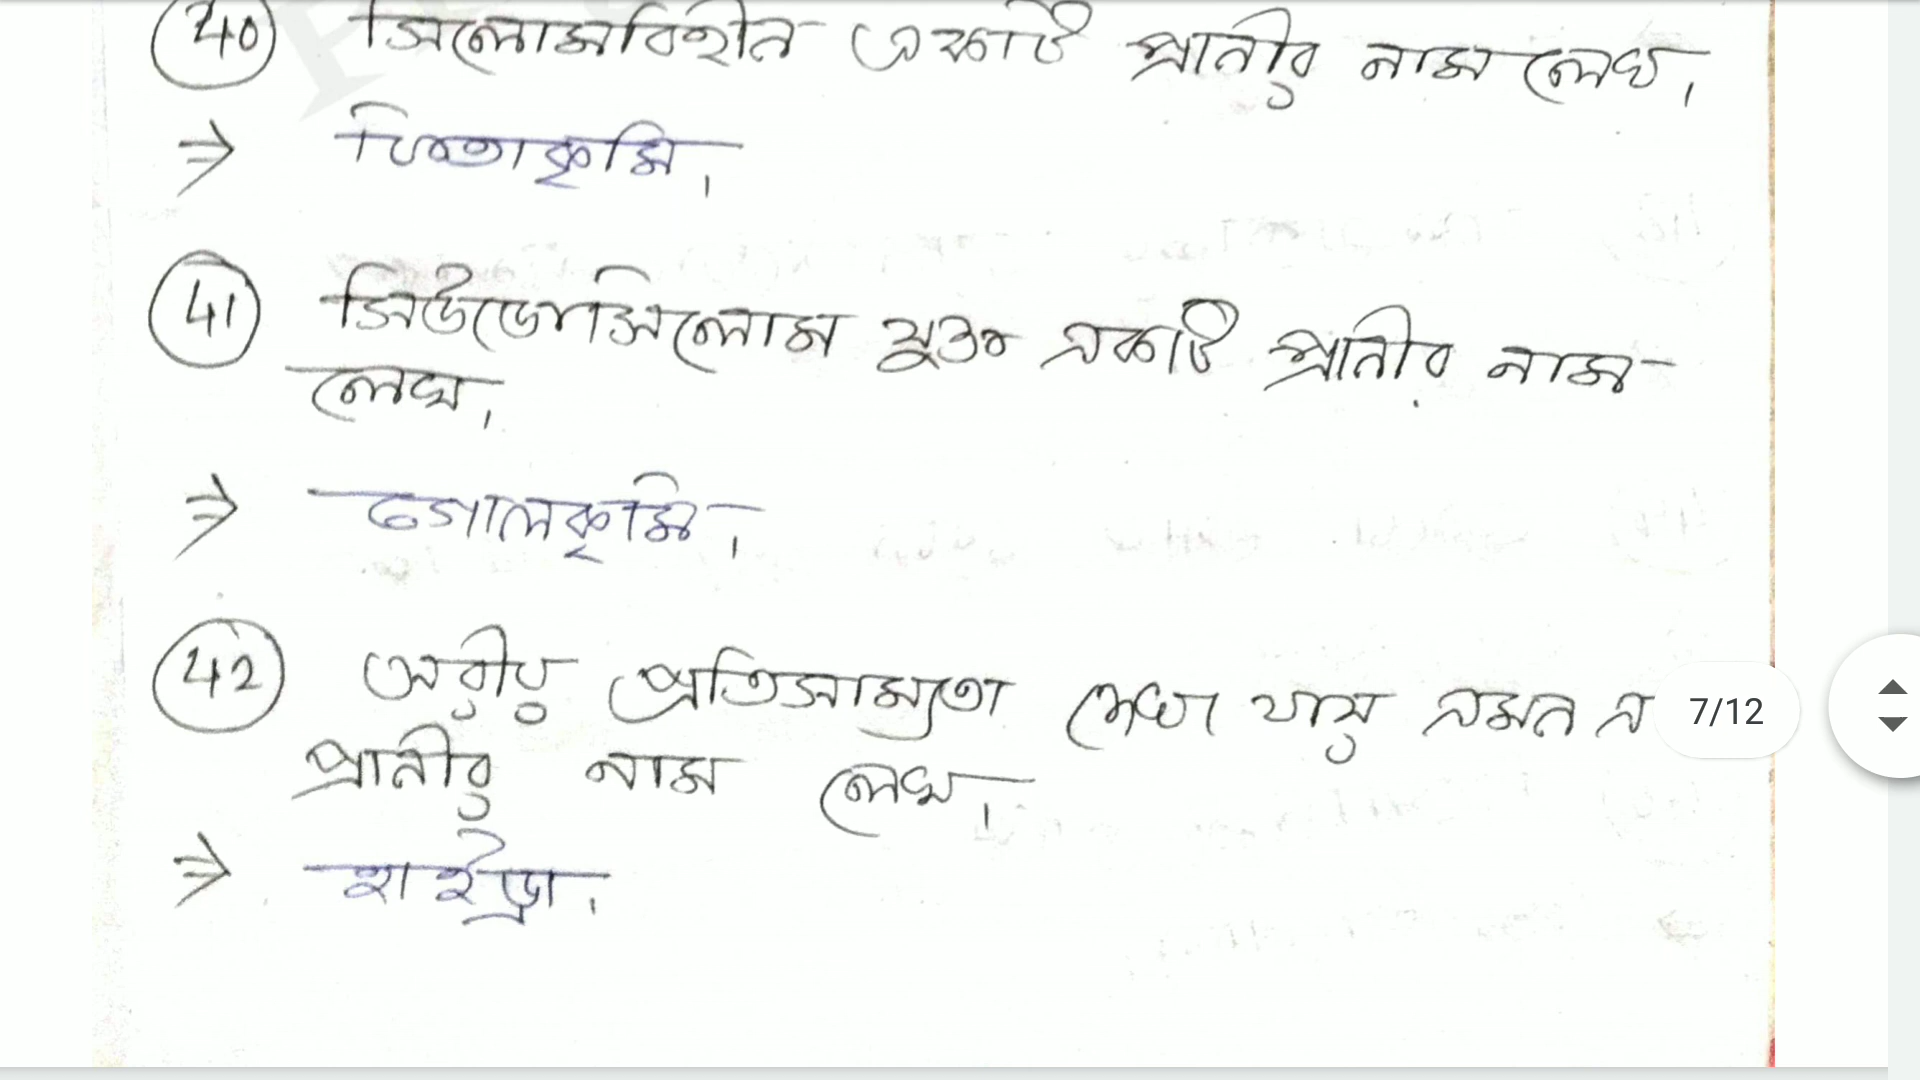 40 সিলোমবিহীন একটি প্রানীর নাম লেখ।
⇒ ফিতাকৃমি।
41 সিউডোসিলোম যুক্ত একটি প্রানীর নাম
লেখ।
⇒ গোলকৃমি।
42 অরীয় প্রতিসাম্যতা দেখা যায় এমন এ
7/12
প্রানীর নাম লেখ।
⇒ হাইড্রা।